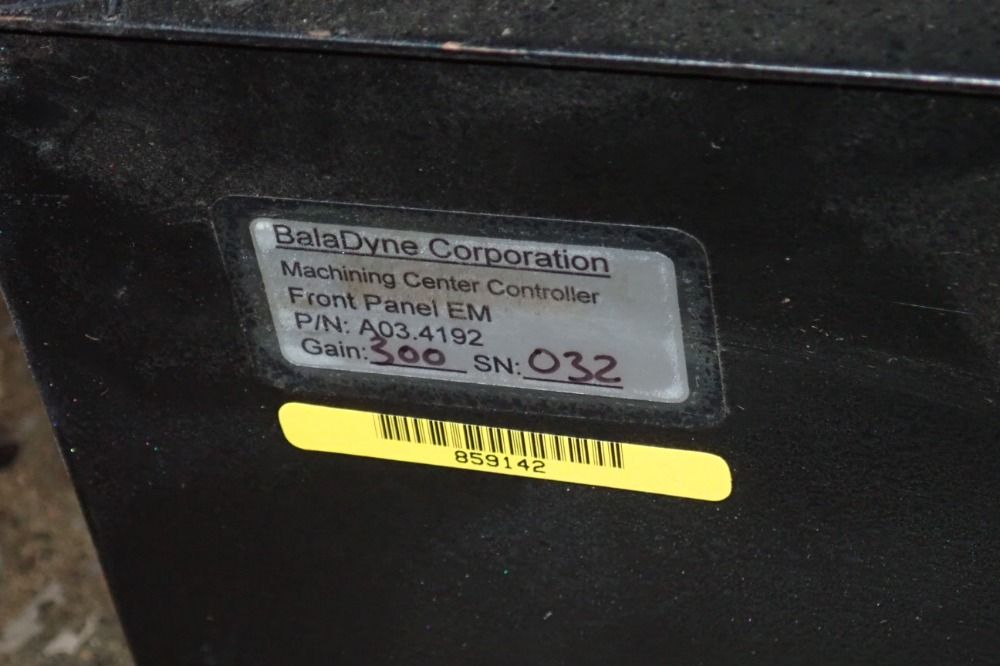 BalaDyne Corporation
Machining Center Controller
Front Panel EM
P/N: A03.4192
Gain: 300 SN: 032
859142